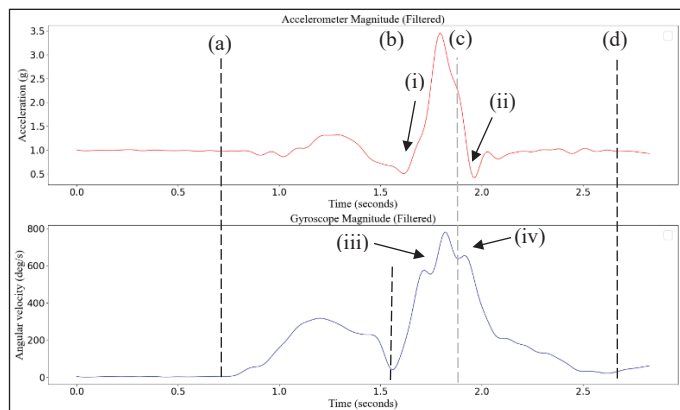 Accelerometer Magnitude (Filtered)
(a)
(b)
(c)
(d)
(i)
(ii)
Acceleration (g)
3.5
3.0
2.5
2.0
1.5
1.0
0.5
0.0
0.5
1.0
1.5
2.0
2.5
Time (seconds)
Gyroscope Magnitude (Filtered)
(iii)
(iv)
Angular velocity (deg/s)
800
600
400
200
0
0.0
0.5
1.0
1.5
2.0
2.5
Time (seconds)